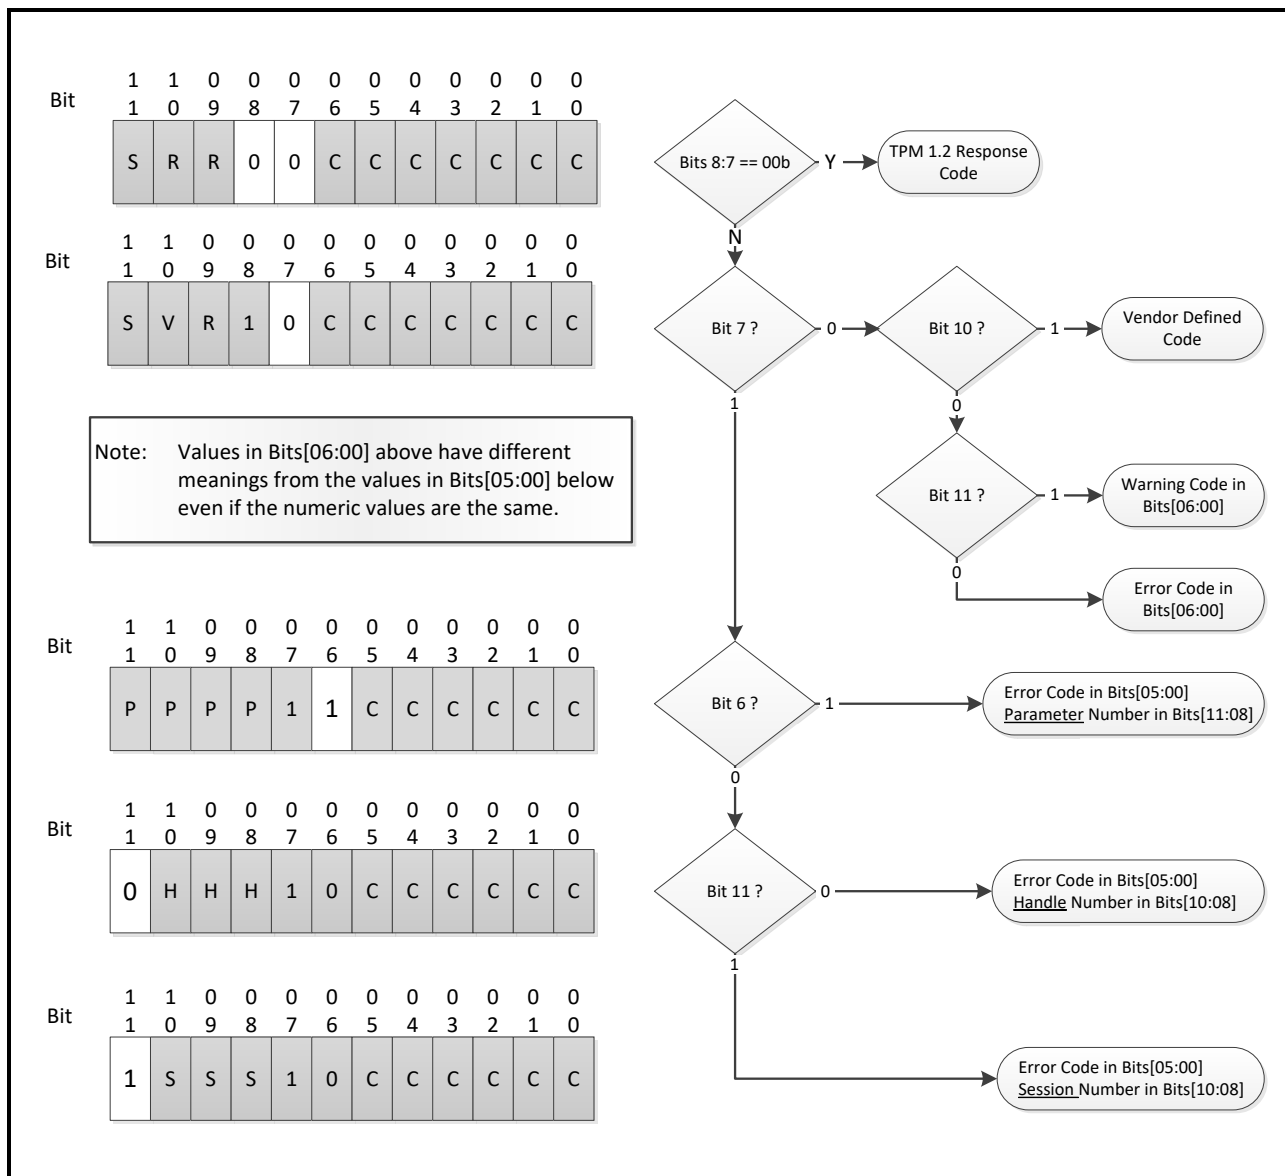 1 1 0 0 0 0 0 0 0 0 0 0
Bit 1 0 9 8 7 6 5 4 3 2 1 0
S R R 0 0 C C C C C C C
1 1 0 0 0 0 0 0 0 0 0 0
Bit 1 0 9 8 7 6 5 4 3 2 1 0
S V R 1 0 C C C C C C C
Note: Values in Bits[06:00] above have different
meanings from the values in Bits[05:00] below
even if the numeric values are the same.
1 1 0 0 0 0 0 0 0 0 0 0
Bit 1 0 9 8 7 6 5 4 3 2 1 0
P P P P 1 1 C C C C C C
1 1 0 0 0 0 0 0 0 0 0 0
Bit 1 0 9 8 7 6 5 4 3 2 1 0
0 H H H 1 0 C C C C C C
1 1 0 0 0 0 0 0 0 0 0 0
Bit 1 0 9 8 7 6 5 4 3 2 1 0
1 S S S 1 0 C C C C C C
Bits 8:7 == 00b
Y
TPM 1.2 Response
Code
N
Bit 7 ?
0
Bit 10 ?
1
Vendor Defined
Code
0
Bit 11 ?
1
Warning Code in
Bits[06:00]
0
Error Code in
Bits[06:00]
1
Bit 6 ?
1
Error Code in Bits[05:00]
Parameter Number in Bits[11:08]
0
Bit 11 ?
0
Error Code in Bits[05:00]
Handle Number in Bits[10:08]
1
Error Code in Bits[05:00]
Session Number in Bits[10:08]